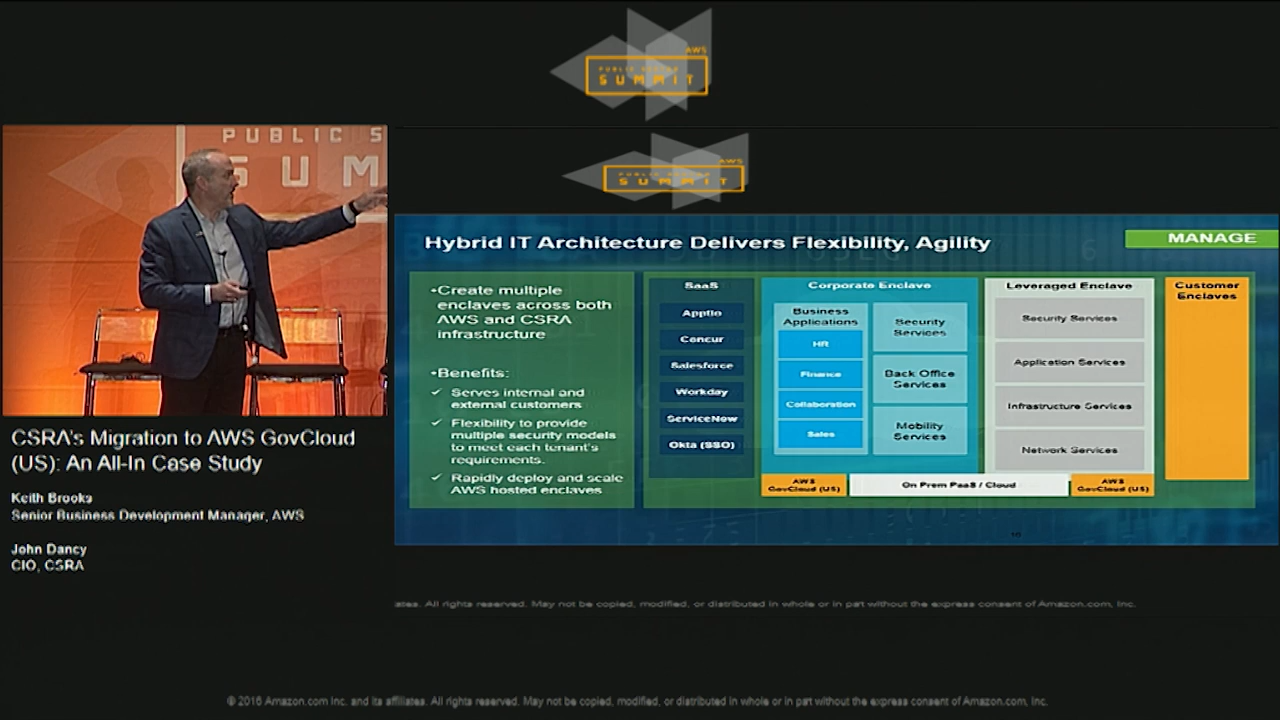 AWS
PUBLIC SECTOR
SUMMIT
AWS
PUBLIC SECTOR
SUMMIT
PUBLIC S
SUM
CSRA's Migration to AWS GovCloud
(US): An All-In Case Study
Keith Brooks
Senior Business Development Manager, AWS
John Dancy
CIO, CSRA
Hybrid IT Architecture Delivers Flexibility, Agility
MANAGE
•Create multiple
enclaves across both
AWS and CSRA
infrastructure
•Benefits:
✓ Serves internal and
external customers
✓ Flexibility to provide
multiple security models
to meet each tenant's
requirements.
✓ Rapidly deploy and scale
AWS hosted enclaves
SaaS
Apptio
Concur
Salesforce
Workday
ServiceNow
Okta (SSO)
Corporate Enclave
Business
Applications
HR
Finance
Collaboration
Sales
Security
Services
Back Office
Services
Mobility
Services
Leveraged Enclave
Security Services
Application Services
Infrastructure Services
Network Services
Customer
Enclaves
AWS
GovCloud (US)
On Prem PaaS / Cloud
AWS
GovCloud (US)
ates. All rights reserved. May not be copied, modified, or distributed in whole or in part without the express consent of Amazon.com, Inc.
© 2016 Amazon.com Inc. and its affiliates. All rights reserved. May not be copied, modified, or distributed in whole or in part without the express consent of Amazon.com, Inc.